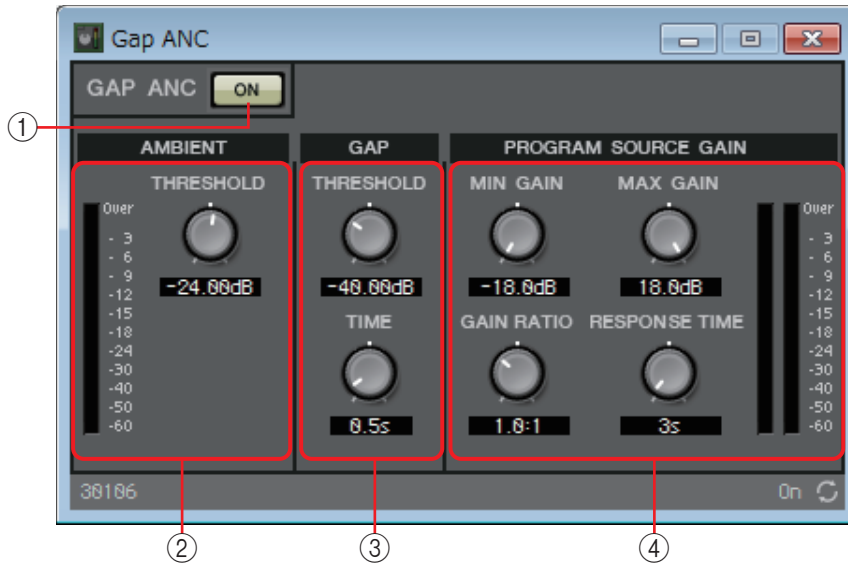 Gap ANC
GAP ANC ON
①
AMBIENT GAP PROGRAM SOURCE GAIN
THRESHOLD THRESHOLD MIN GAIN MAX GAIN
Over
- 3
- 6
- 9
-12
-15
-18
-24
-30
-40
-50
-60
-24.00dB -40.00dB -18.0dB 18.0dB
TIME GAIN RATIO RESPONSE TIME
0.5s 1.0:1 3s
Over
- 3
- 6
- 9
-12
-15
-18
-24
-30
-40
-50
-60
30106 On
② ③ ④